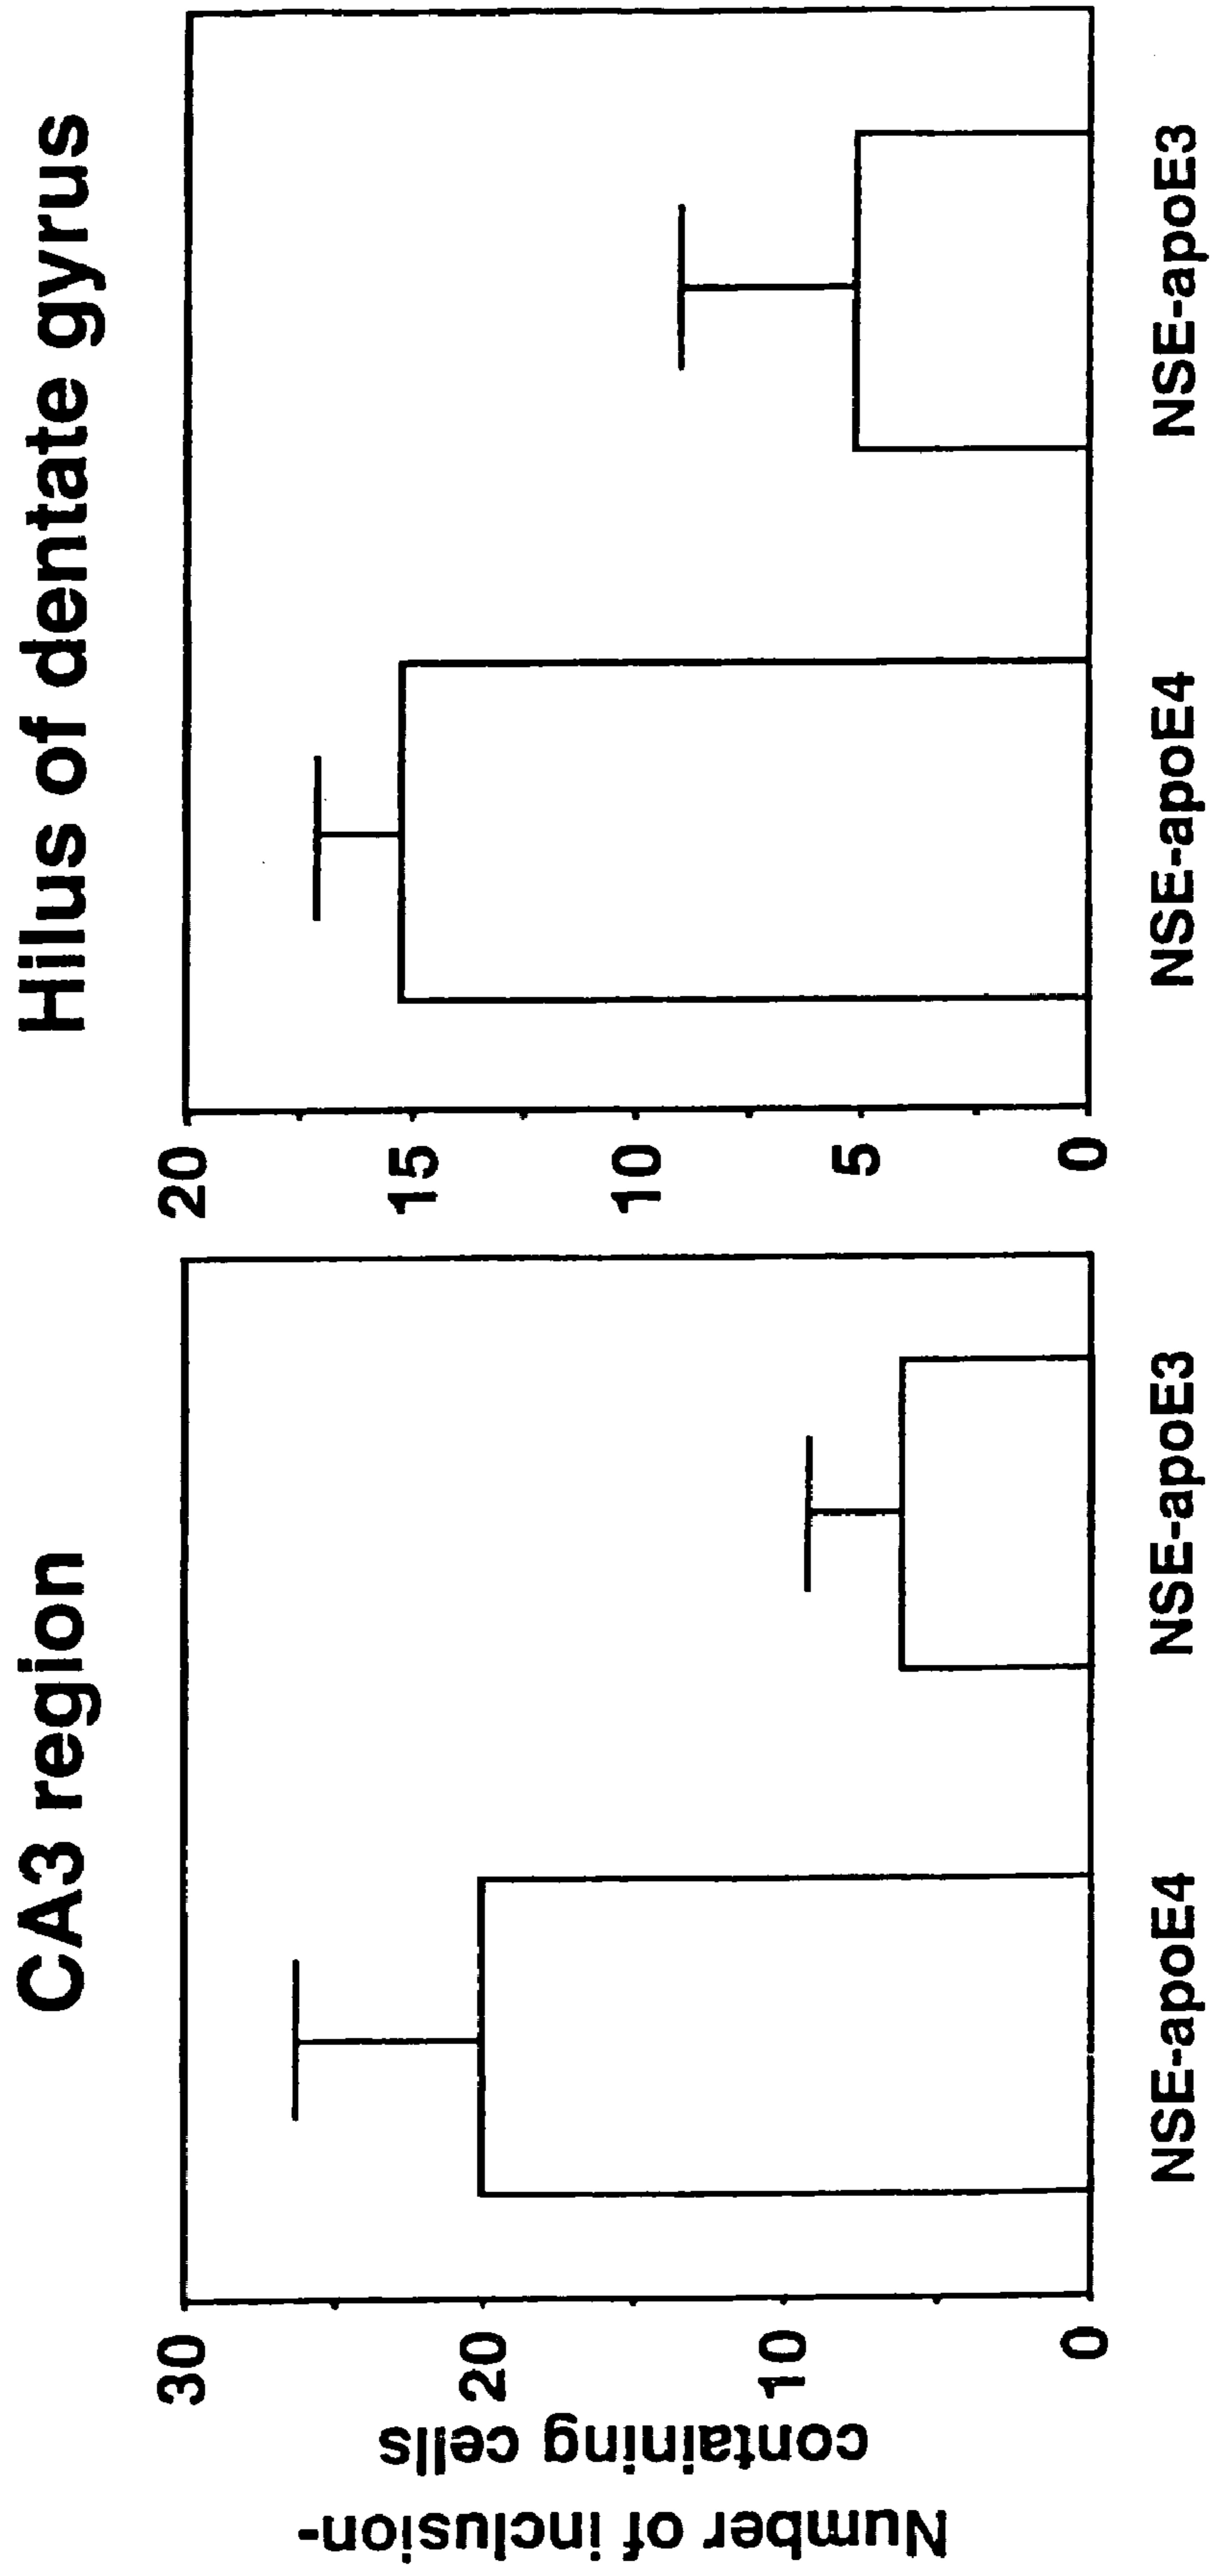 CA3 region
Number of inclusion-
containing cells
30
20
10
0
NSE-apoE4
NSE-apoE3
Hilus of dentate gyrus
20
15
10
5
0
NSE-apoE4
NSE-apoE3